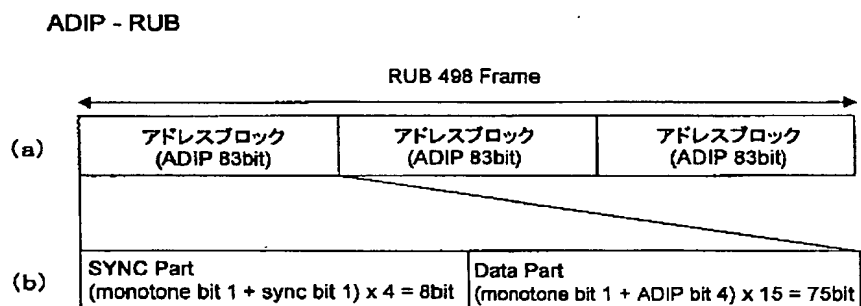 ADIP - RUB
RUB 498 Frame
(a)
アドレスブロック
(ADIP 83bit)
アドレスブロック
(ADIP 83bit)
アドレスブロック
(ADIP 83bit)
(b)
SYNC Part
(monotone bit 1 + sync bit 1) x 4 = 8bit
Data Part
(monotone bit 1 + ADIP bit 4) x 15 = 75bit